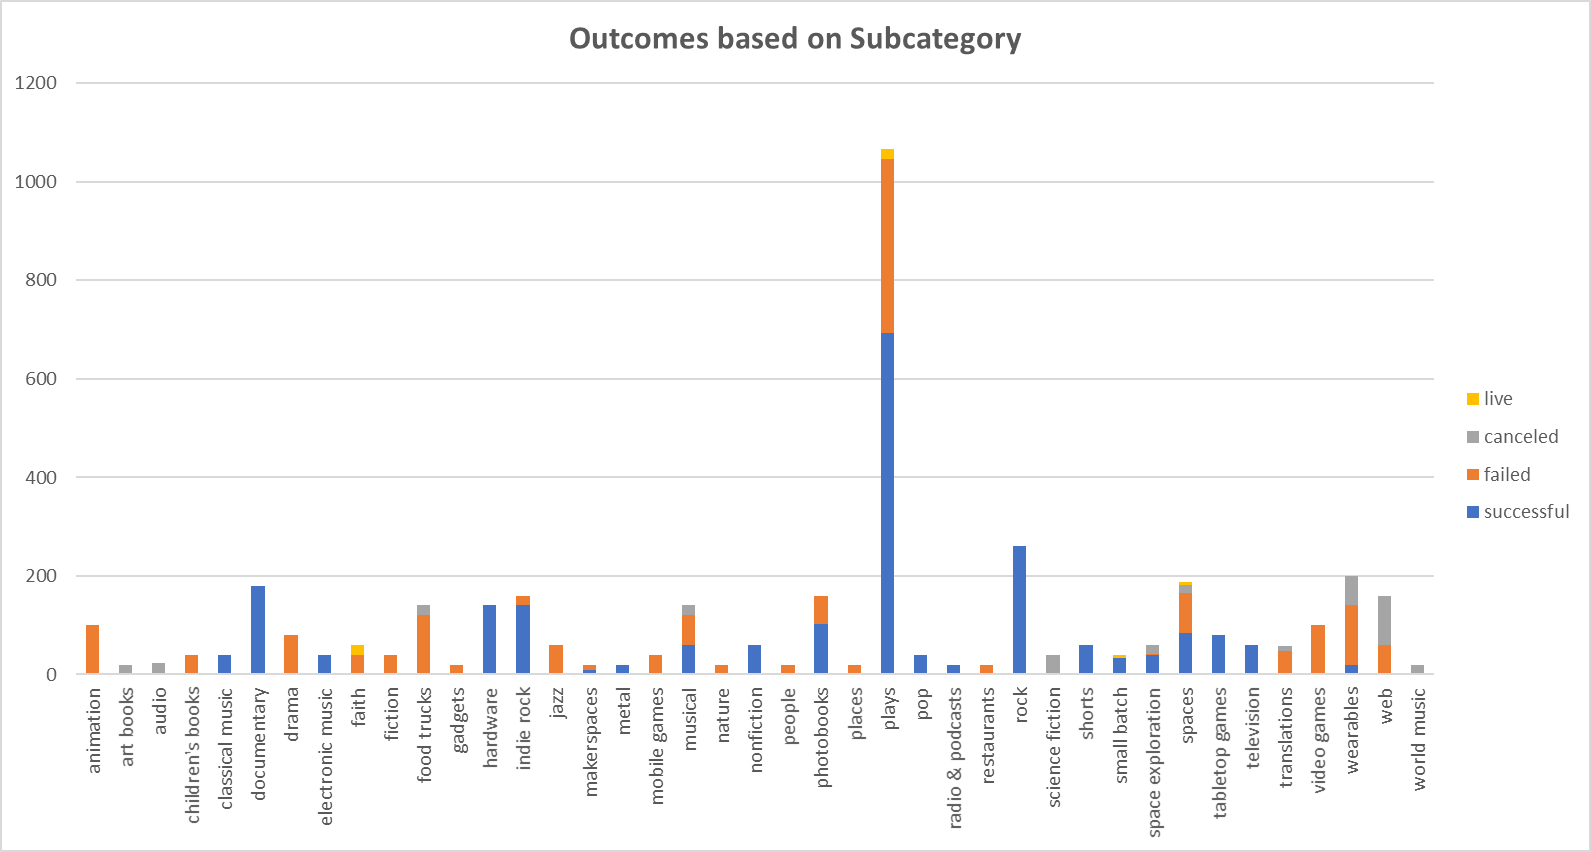 Outcomes based on Subcategory
1200
1000
800
600
400
200
0
live
canceled
failed
successful
animation
art books
audio
children's books
classical music
documentary
drama
electronic music
faith
fiction
food trucks
gadgets
hardware
indie rock
jazz
makerspaces
metal
mobile games
musical
nature
nonfiction
people
photobooks
places
plays
pop
radio & podcasts
restaurants
rock
science fiction
shorts
small batch
space exploration
spaces
tabletop games
television
translations
video games
wearables
web
world music